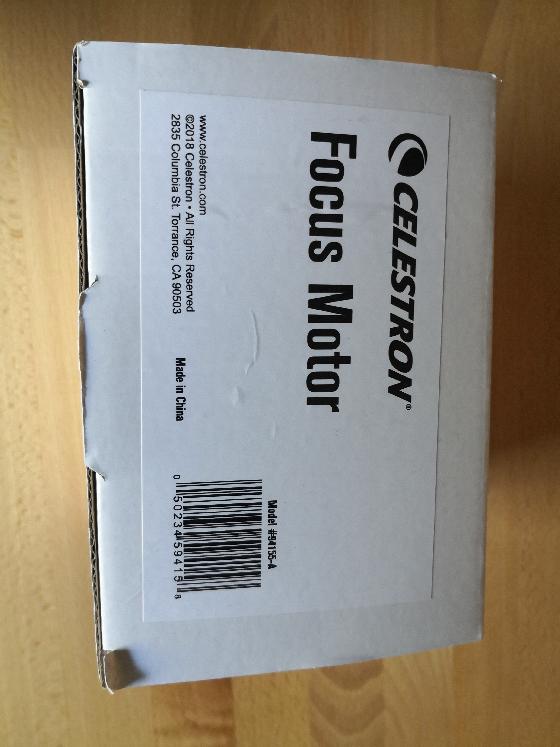 CELESTRON®
Focus Motor
Model #94155-A
www.celestron.com
©2018 Celestron • All Rights Reserved
2835 Columbia St. Torrance, CA 90503
Made in China
0 50234 59415 8